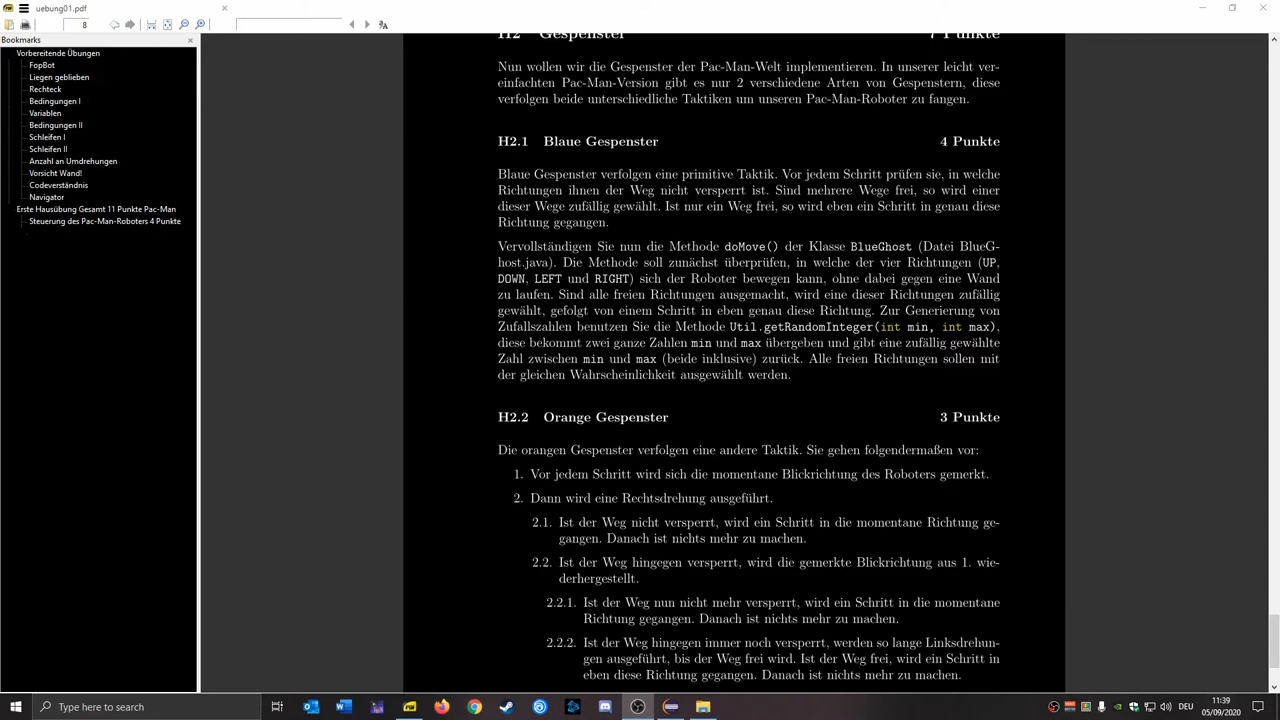 uebung01.pdf
8
Bookmarks
Vorbereitende Übungen
FopBot
Liegen geblieben
Rechteck
Bedingungen I
Variablen
Bedingungen II
Schleifen I
Schleifen II
Anzahl an Umdrehungen
Vorsicht Wand!
Codeverständnis
Navigator
Erste Hausübung Gesamt 11 Punkte Pac-Man
Steuerung des Pac-Man-Roboters 4 Punkte
H2 Gespenster 7 Punkte
Nun wollen wir die Gespenster der Pac-Man-Welt implementieren. In unserer leicht ver-
einfachten Pac-Man-Version gibt es nur 2 verschiedene Arten von Gespenstern, diese
verfolgen beide unterschiedliche Taktiken um unseren Pac-Man-Roboter zu fangen.
H2.1 Blaue Gespenster 4 Punkte
Blaue Gespenster verfolgen eine primitive Taktik. Vor jedem Schritt prüfen sie, in welche
Richtungen ihnen der Weg nicht versperrt ist. Sind mehrere Wege frei, so wird einer
dieser Wege zufällig gewählt. Ist nur ein Weg frei, so wird eben ein Schritt in genau diese
Richtung gegangen.
Vervollständigen Sie nun die Methode doMove() der Klasse BlueGhost (Datei BlueG-
host.java). Die Methode soll zunächst überprüfen, in welche der vier Richtungen (UP,
DOWN, LEFT und RIGHT) sich der Roboter bewegen kann, ohne dabei gegen eine Wand
zu laufen. Sind alle freien Richtungen ausgemacht, wird eine dieser Richtungen zufällig
gewählt, gefolgt von einem Schritt in eben genau diese Richtung. Zur Generierung von
Zufallszahlen benutzen Sie die Methode Util.getRandomInteger(int min, int max),
diese bekommt zwei ganze Zahlen min und max übergeben und gibt eine zufällig gewählte
Zahl zwischen min und max (beide inklusive) zurück. Alle freien Richtungen sollen mit
der gleichen Wahrscheinlichkeit ausgewählt werden.
H2.2 Orange Gespenster 3 Punkte
Die orangen Gespenster verfolgen eine andere Taktik. Sie gehen folgendermaßen vor:
1. Vor jedem Schritt wird sich die momentane Blickrichtung des Roboters gemerkt.
2. Dann wird eine Rechtsdrehung ausgeführt.
2.1. Ist der Weg nicht versperrt, wird ein Schritt in die momentane Richtung ge-
gangen. Danach ist nichts mehr zu machen.
2.2. Ist der Weg hingegen versperrt, wird die gemerkte Blickrichtung aus 1. wie-
derhergestellt.
2.2.1. Ist der Weg nun nicht mehr versperrt, wird ein Schritt in die momentane
Richtung gegangen. Danach ist nichts mehr zu machen.
2.2.2. Ist der Weg hingegen immer noch versperrt, werden so lange Linksdrehun-
gen ausgeführt, bis der Weg frei wird. Ist der Weg frei, wird ein Schritt in
eben diese Richtung gegangen. Danach ist nichts mehr zu machen.
Type here to search
DEU
11:39
05/09/2020